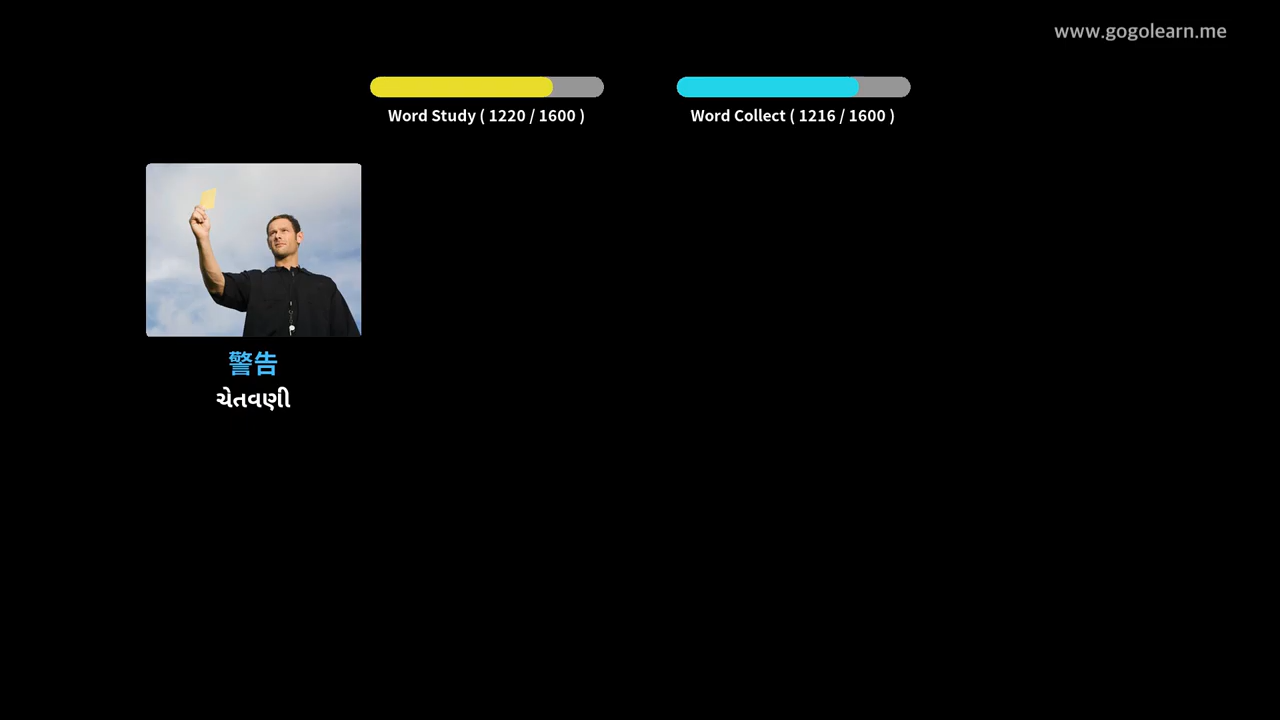 www.gogolearn.me
Word Study ( 1220 / 1600 )
Word Collect ( 1216 / 1600 )
警告
ચેતવણી